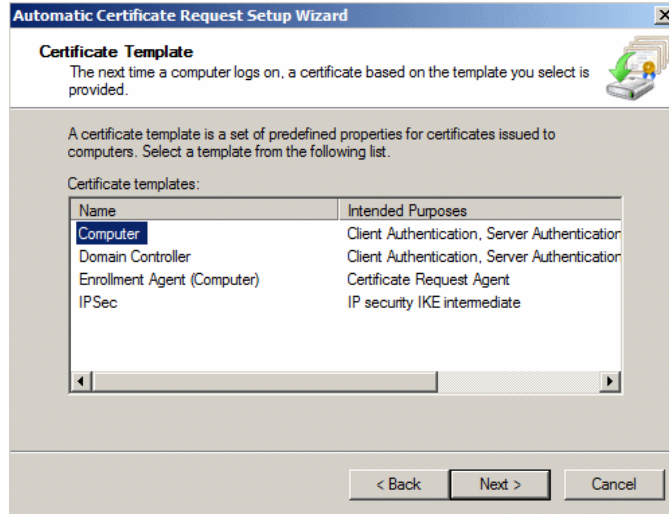 Automatic Certificate Request Setup Wizard
Certificate Template
The next time a computer logs on, a certificate based on the template you select is
provided.
A certificate template is a set of predefined properties for certificates issued to
computers. Select a template from the following list.
Certificate templates:
Name Intended Purposes
Computer Client Authentication, Server Authentication
Domain Controller Client Authentication, Server Authentication
Enrollment Agent (Computer) Certificate Request Agent
IPSec IP security IKE intermediate
< Back Next > Cancel